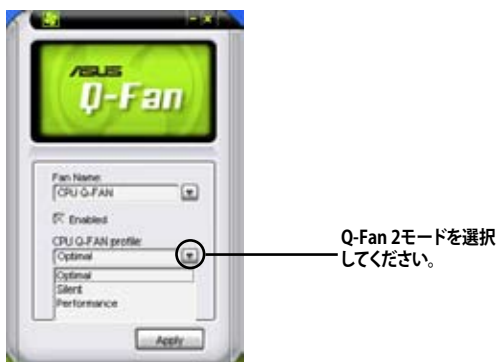 ASUS
Q-Fan
Fan Name:
CPU Q-FAN
Enabled
CPU Q-FAN profile:
Optimal
Optimal
Silent
Performance
Apply
Q-Fan 2モードを選択
してください。